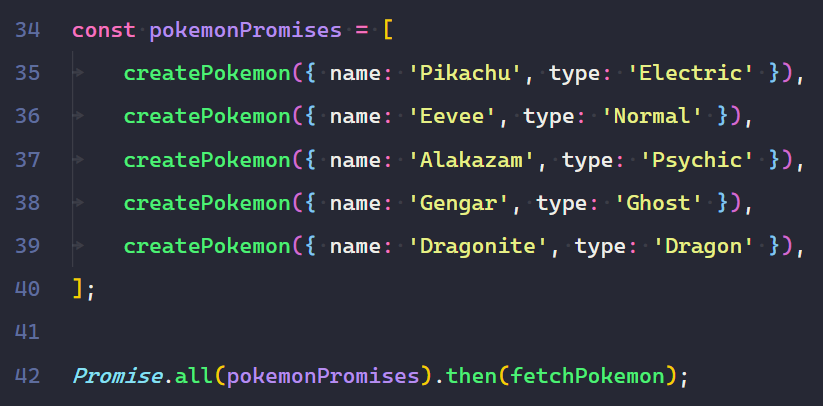 34 const pokemonPromises = [
35 createPokemon({ name: 'Pikachu', type: 'Electric' }),
36 createPokemon({ name: 'Eevee', type: 'Normal' }),
37 createPokemon({ name: 'Alakazam', type: 'Psychic' }),
38 createPokemon({ name: 'Gengar', type: 'Ghost' }),
39 createPokemon({ name: 'Dragonite', type: 'Dragon' }),
40 ];
41
42 Promise.all(pokemonPromises).then(fetchPokemon);